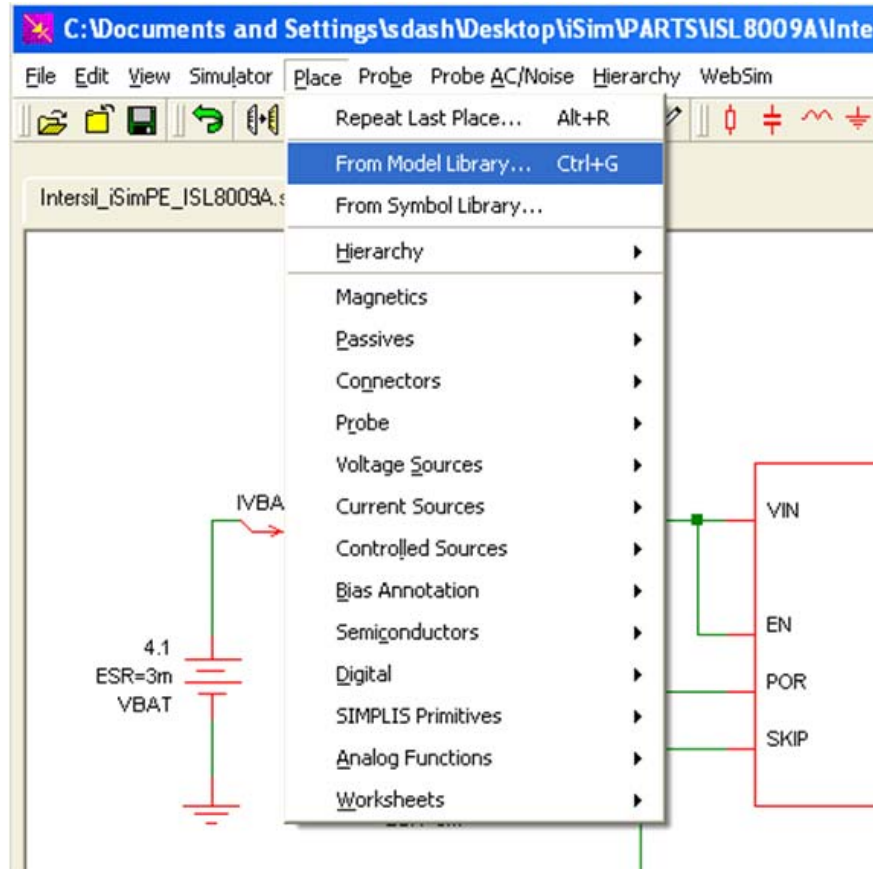 C:\Documents and Settings\sdash\Desktop\iSim\PARTS\ISL8009A\Inte
File Edit View Simulator Place Probe Probe AC/Noise Hierarchy WebSim
Repeat Last Place... Alt+R
From Model Library... Ctrl+G
Intersil_iSimPE_ISL8009A.s
From Symbol Library...
Hierarchy
Magnetics
Passives
Connectors
Probe
Voltage Sources
Current Sources
Controlled Sources
Bias Annotation
Semiconductors
Digital
SIMPLIS Primitives
Analog Functions
Worksheets
IVBA
4.1
ESR=3m
VBAT
VIN
EN
POR
SKIP